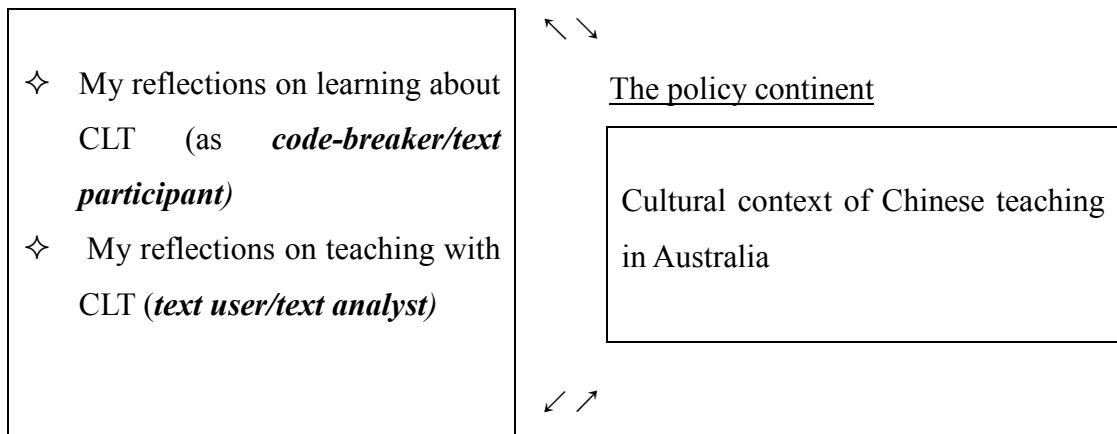 ✧ My reflections on learning about
CLT (as code-breaker/text
participant)
✧ My reflections on teaching with
CLT (text user/text analyst)
↖ ↘
The policy continent
Cultural context of Chinese teaching
in Australia
↙ ↗